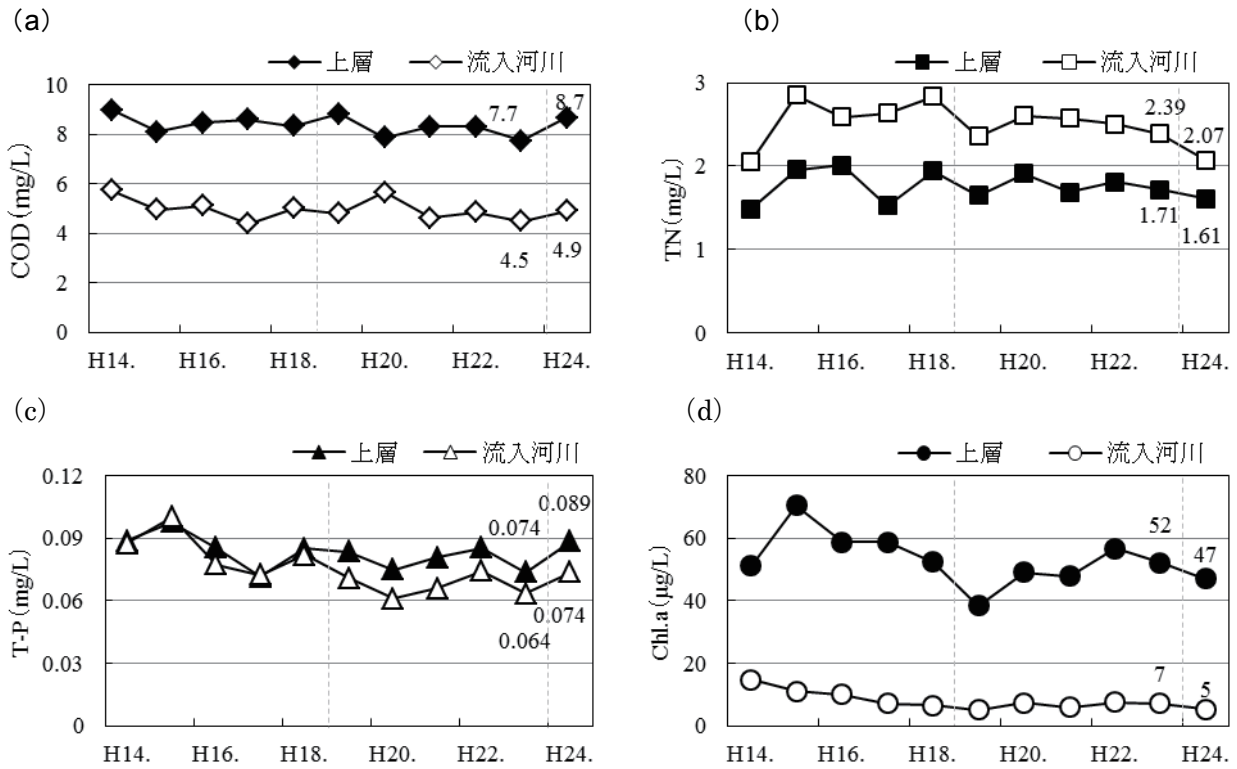 (a)
上層 流入河川
COD (mg/L)
10
8
6
4
2
0
7.7
8.7
4.5
4.9
H14. H16. H18. H20. H22. H24.
(b)
上層 流入河川
TN (mg/L)
3
2
1
0
2.39
2.07
1.71
1.61
H14. H16. H18. H20. H22. H24.
(c)
上層 流入河川
T-P (mg/L)
0.12
0.09
0.06
0.03
0
0.089
0.074
0.074
0.064
H14. H16. H18. H20. H22. H24.
(d)
上層 流入河川
Chl.a (μg/L)
80
60
40
20
0
52
47
7
5
H14. H16. H18. H20. H22. H24.